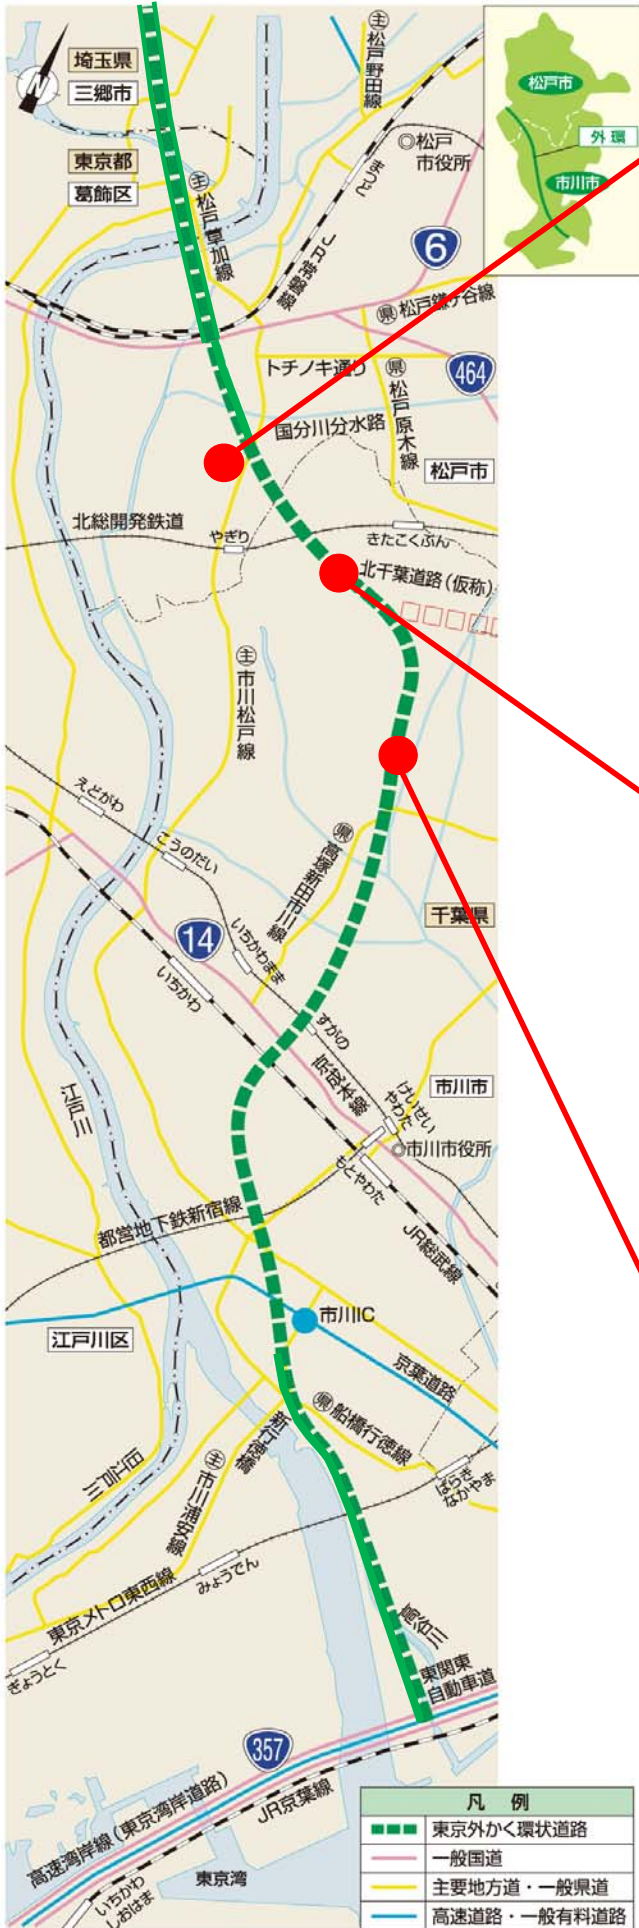 埼玉県
三郷市
東京都
葛飾区
N
主 松戸野田線
松戸
市役所
まつど
松戸市
外環
市川市
主 松戸草加線
JR常磐線
6
県 松戸鎌ケ谷線
トチノキ通り
県 松戸原木線
464
国分川分水路
松戸市
北総開発鉄道
やぎり
きたこくぶん
北千葉道路(仮称)
主 市川松戸線
えどがわ
こうのだい
県 高塚新田市川線
千葉県
14
いちかわまま
いちかわ
すがの
京成本線
江戸川
市川市
けいせい
やわた
市川市役所
もとやわた
都営地下鉄新宿線
JR総武線
市川IC
江戸川区
京葉道路
県 船橋行徳線
新行徳橋
旧江戸川
主 市川浦安線
ばらき
なかやま
みょうでん
東京メトロ東西線
高谷川
ぎょうとく
東関東
自動車道
357
高速湾岸線(東京湾岸道路)
JR京葉線
東京湾
いちかわ
しおはま
凡例
東京外かく環状道路
一般国道
主要地方道・一般県道
高速道路・一般有料道路